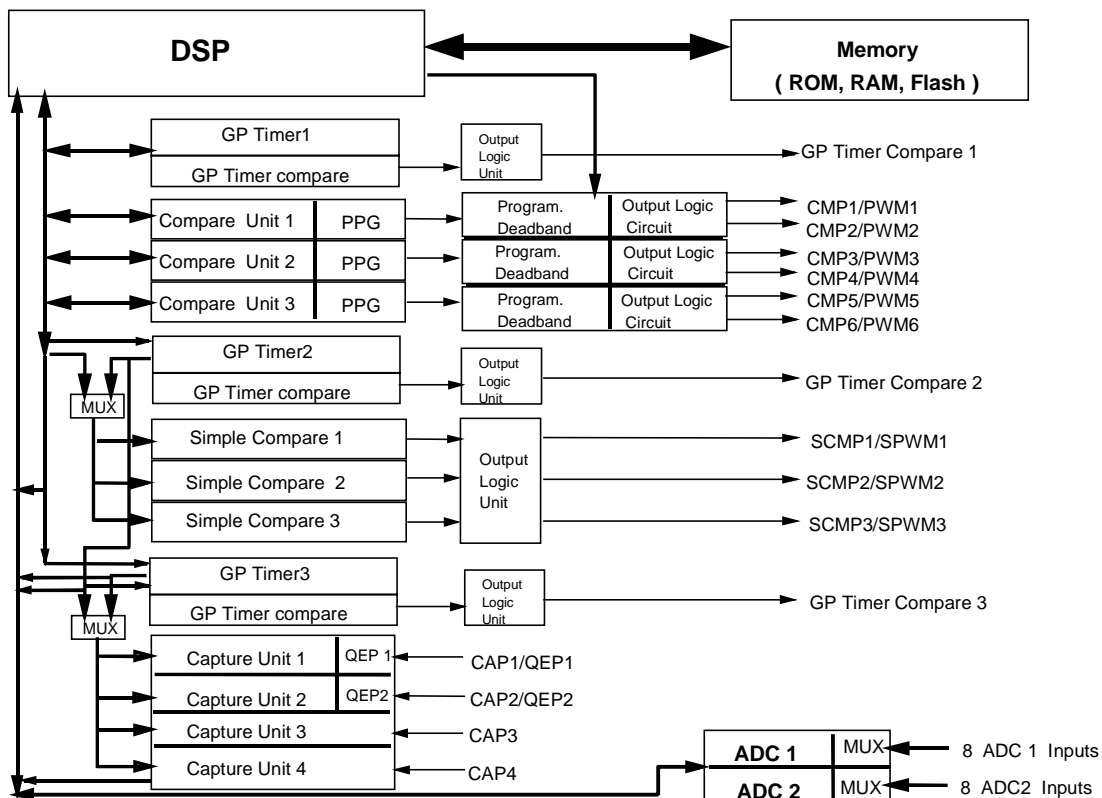 DSP
Memory
( ROM, RAM, Flash )
GP Timer1
GP Timer compare
Output
Logic
Unit
GP Timer Compare 1
Compare Unit 1
PPG
Program.
Deadband
Output Logic
Circuit
CMP1/PWM1
CMP2/PWM2
Compare Unit 2
PPG
Program.
Deadband
Output Logic
Circuit
CMP3/PWM3
CMP4/PWM4
Compare Unit 3
PPG
Program.
Deadband
Output Logic
Circuit
CMP5/PWM5
CMP6/PWM6
GP Timer2
GP Timer compare
Output
Logic
Unit
GP Timer Compare 2
MUX
Simple Compare 1
Simple Compare 2
Simple Compare 3
Output
Logic
Unit
SCMP1/SPWM1
SCMP2/SPWM2
SCMP3/SPWM3
GP Timer3
GP Timer compare
Output
Logic
Unit
GP Timer Compare 3
MUX
Capture Unit 1
QEP 1
CAP1/QEP1
Capture Unit 2
QEP2
CAP2/QEP2
Capture Unit 3
CAP3
Capture Unit 4
CAP4
ADC 1
MUX
8 ADC 1 Inputs
ADC 2
MUX
8 ADC2 Inputs